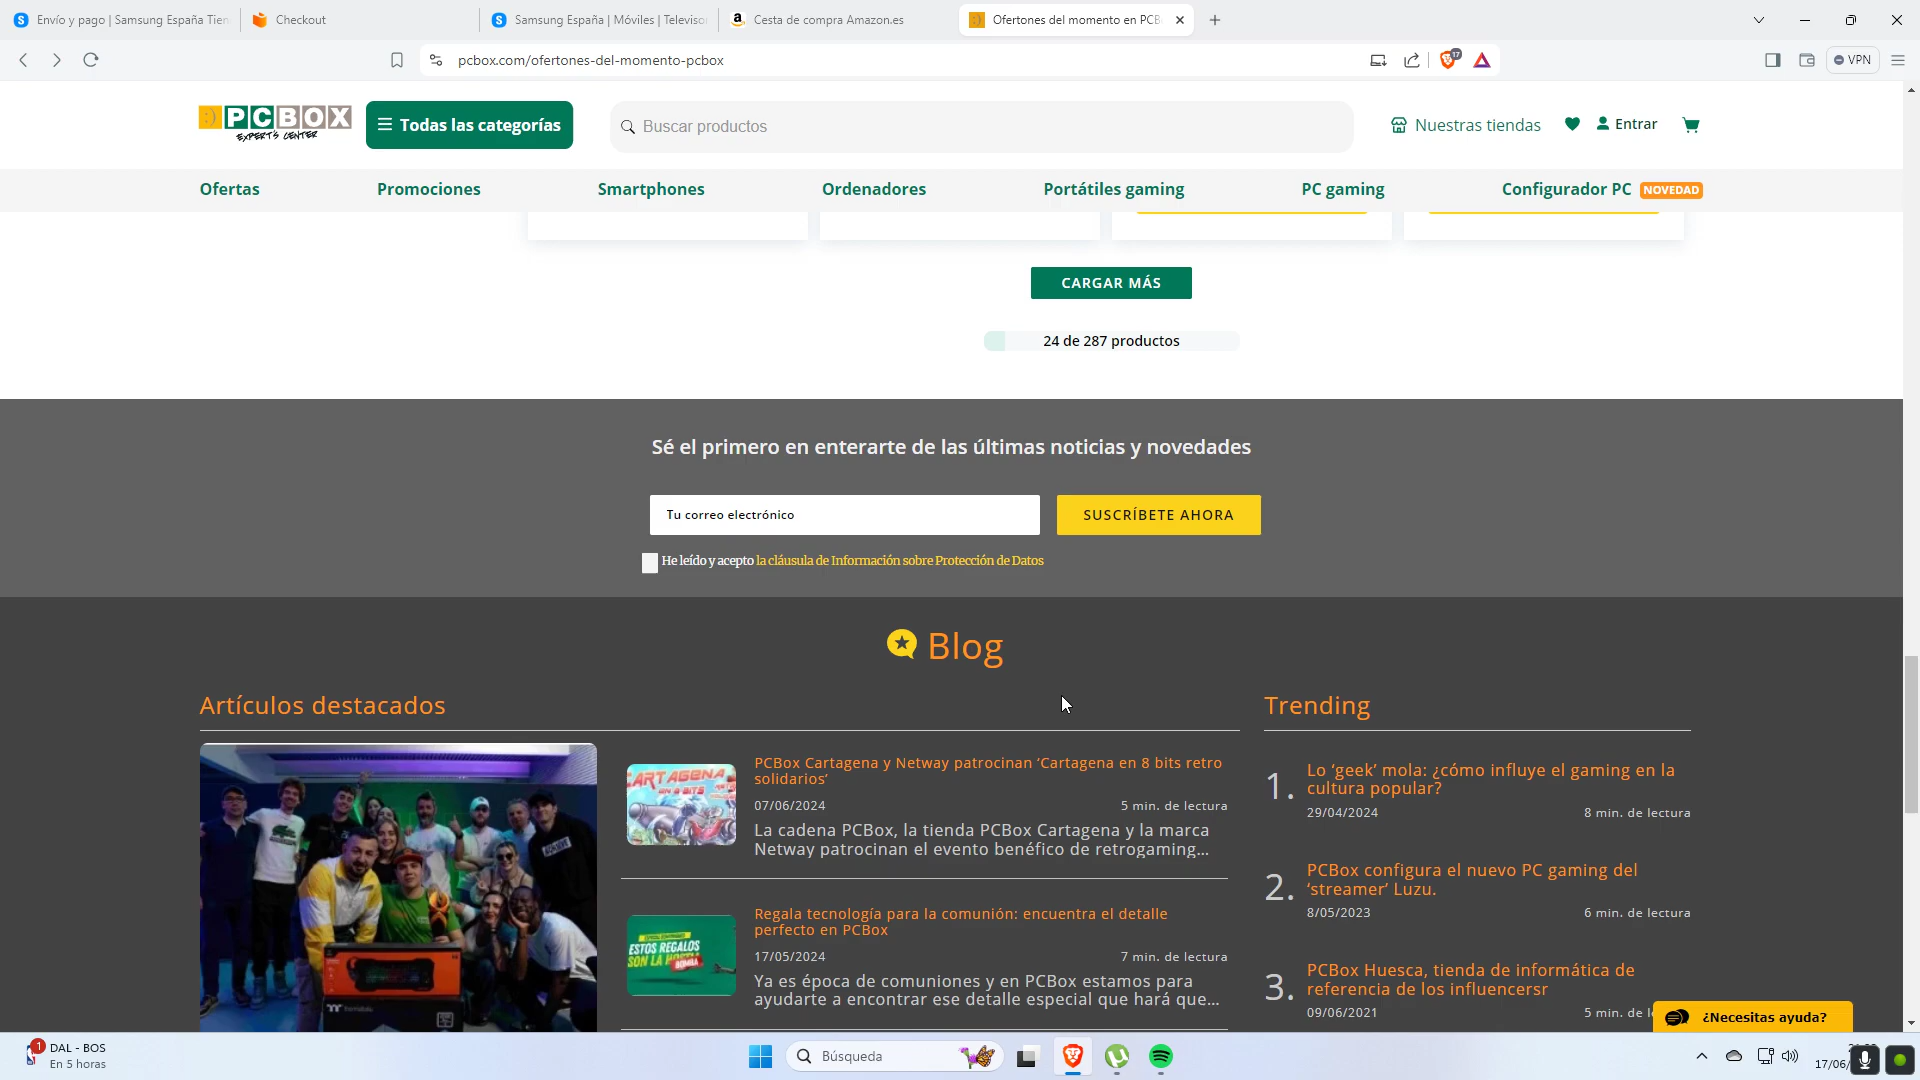 Envío y pago | Samsung España Tien
Checkout
Samsung España | Móviles | Televiso
Cesta de compra Amazon.es
Ofertones del momento en PCB
pcbox.com/ofertones-del-momento-pcbox
17
VPN
PCBOX
EXPERT'S CENTER
Todas las categorías
Buscar productos
Nuestras tiendas
Entrar
Ofertas
Promociones
Smartphones
Ordenadores
Portátiles gaming
PC gaming
Configurador PC NOVEDAD
CARGAR MÁS
24 de 287 productos
Sé el primero en enterarte de las últimas noticias y novedades
Tu correo electrónico
SUSCRÍBETE AHORA
He leído y acepto la cláusula de Información sobre Protección de Datos
Blog
Artículos destacados
PCBox Cartagena y Netway patrocinan ‘Cartagena en 8 bits retro
solidarios’
07/06/2024
5 min. de lectura
La cadena PCBox, la tienda PCBox Cartagena y la marca
Netway patrocinan el evento benéfico de retrogaming...
ESTOS REGALOS
SON LA
BOMBA
Regala tecnología para la comunión: encuentra el detalle
perfecto en PCBox
17/05/2024
7 min. de lectura
Ya es época de comuniones y en PCBox estamos para
ayudarte a encontrar ese detalle especial que hará que...
Trending
1.
Lo ‘geek’ mola: ¿cómo influye el gaming en la
cultura popular?
29/04/2024
8 min. de lectura
2.
PCBox configura el nuevo PC gaming del
‘streamer’ Luzu.
8/05/2023
6 min. de lectura
3.
PCBox Huesca, tienda de informática de
referencia de los influencersr
09/06/2021
5 min. de l
¿Necesitas ayuda?
1
DAL - BOS
En 5 horas
Búsqueda
17/06/